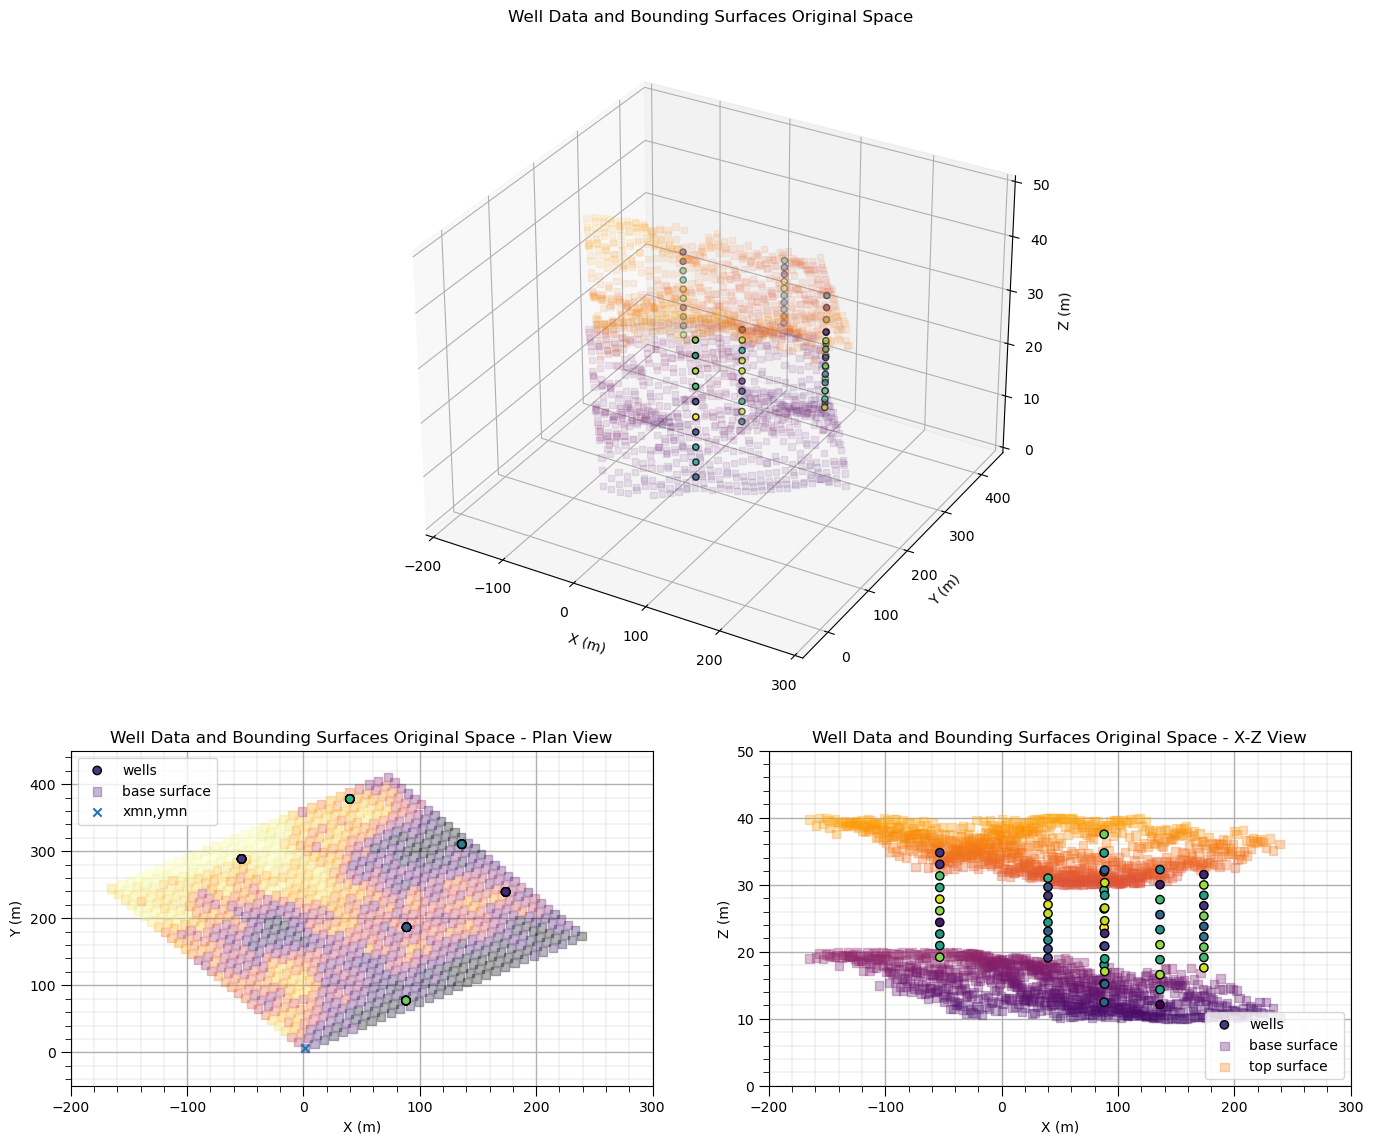 Well Data and Bounding Surfaces Original Space
50
40
30
20
10
0
Z (m)
400
300
200
100
0
Y (m)
−200
−100
0
100
200
300
X (m)
Well Data and Bounding Surfaces Original Space - Plan View
wells
base surface
xmn,ymn
400
300
200
100
0
Y (m)
−200
−100
0
100
200
300
X (m)
Well Data and Bounding Surfaces Original Space - X-Z View
50
40
30
20
10
0
Z (m)
wells
base surface
top surface
−200
−100
0
100
200
300
X (m)